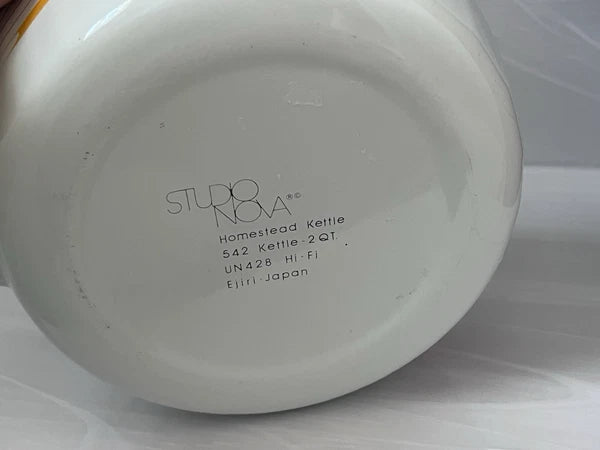 STUDIO
NOVA ®©
Homestead Kettle
542 Kettle-2QT.
UN428 Hi-Fi
Ejiri-Japan